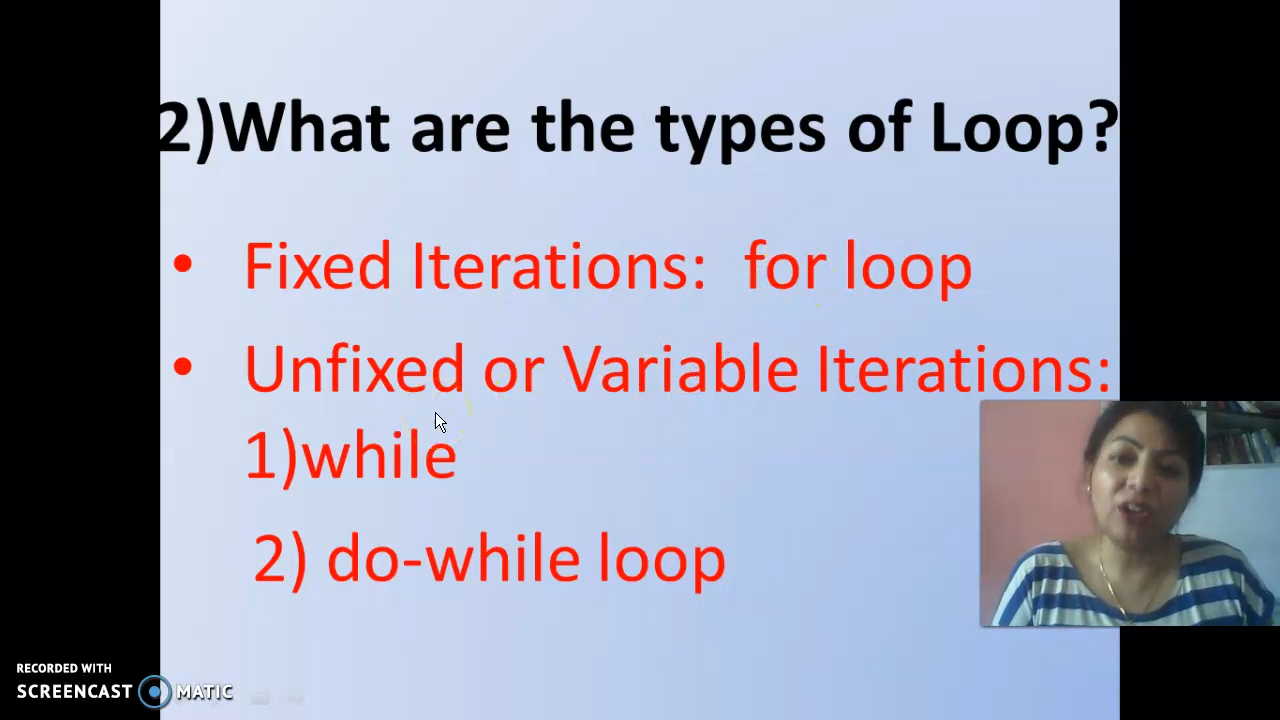 2)What are the types of Loop?
• Fixed Iterations: for loop
• Unfixed or Variable Iterations:
1)while
2) do-while loop
RECORDED WITH
SCREENCAST MATIC